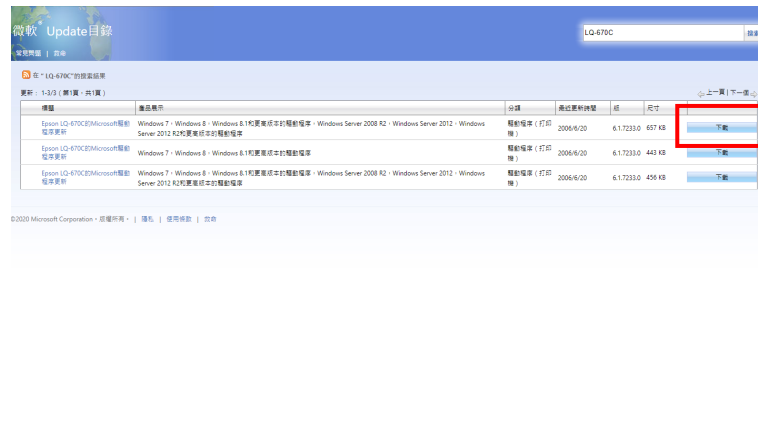 微軟 Update目錄
LQ-670C 搜索
常見問題 | 致命
在 "LQ-670C"的搜索結果
更新： 1-3/3（第1頁，共1頁） 上一頁 | 下一個
標題 產品展示 分類 最近更新時間 版 尺寸
Epson LQ-670C的Microsoft驅動 Windows 7，Windows 8，Windows 8.1和更高版本的驅動程序，Windows Server 2008 R2，Windows Server 2012，Windows 驅動程序（打印 2006/6/20 6.1.7233.0 657 KB 下載
程序更新 Server 2012 R2和更高版本的驅動程序 機）
Epson LQ-670C的Microsoft驅動 Windows 7，Windows 8，Windows 8.1和更高版本的驅動程序 驅動程序（打印 2006/6/20 6.1.7233.0 443 KB 下載
程序更新 機）
Epson LQ-670C的Microsoft驅動 Windows 7，Windows 8，Windows 8.1和更高版本的驅動程序，Windows Server 2008 R2，Windows Server 2012，Windows 驅動程序（打印 2006/6/20 6.1.7233.0 456 KB 下載
程序更新 Server 2012 R2和更高版本的驅動程序 機）
©2020 Microsoft Corporation。版權所有。 | 隱私 | 使用條款 | 致命